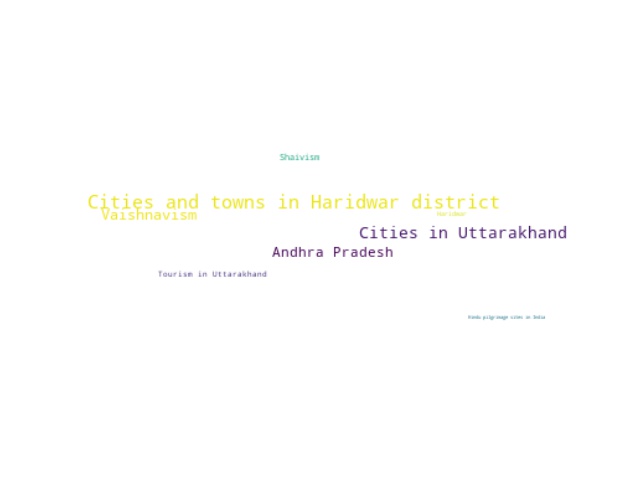 Shaivism
Cities and towns in Haridwar district
Vaishnavism
Haridwar
Cities in Uttarakhand
Andhra Pradesh
Tourism in Uttarakhand
Hindu pilgrimage sites in India